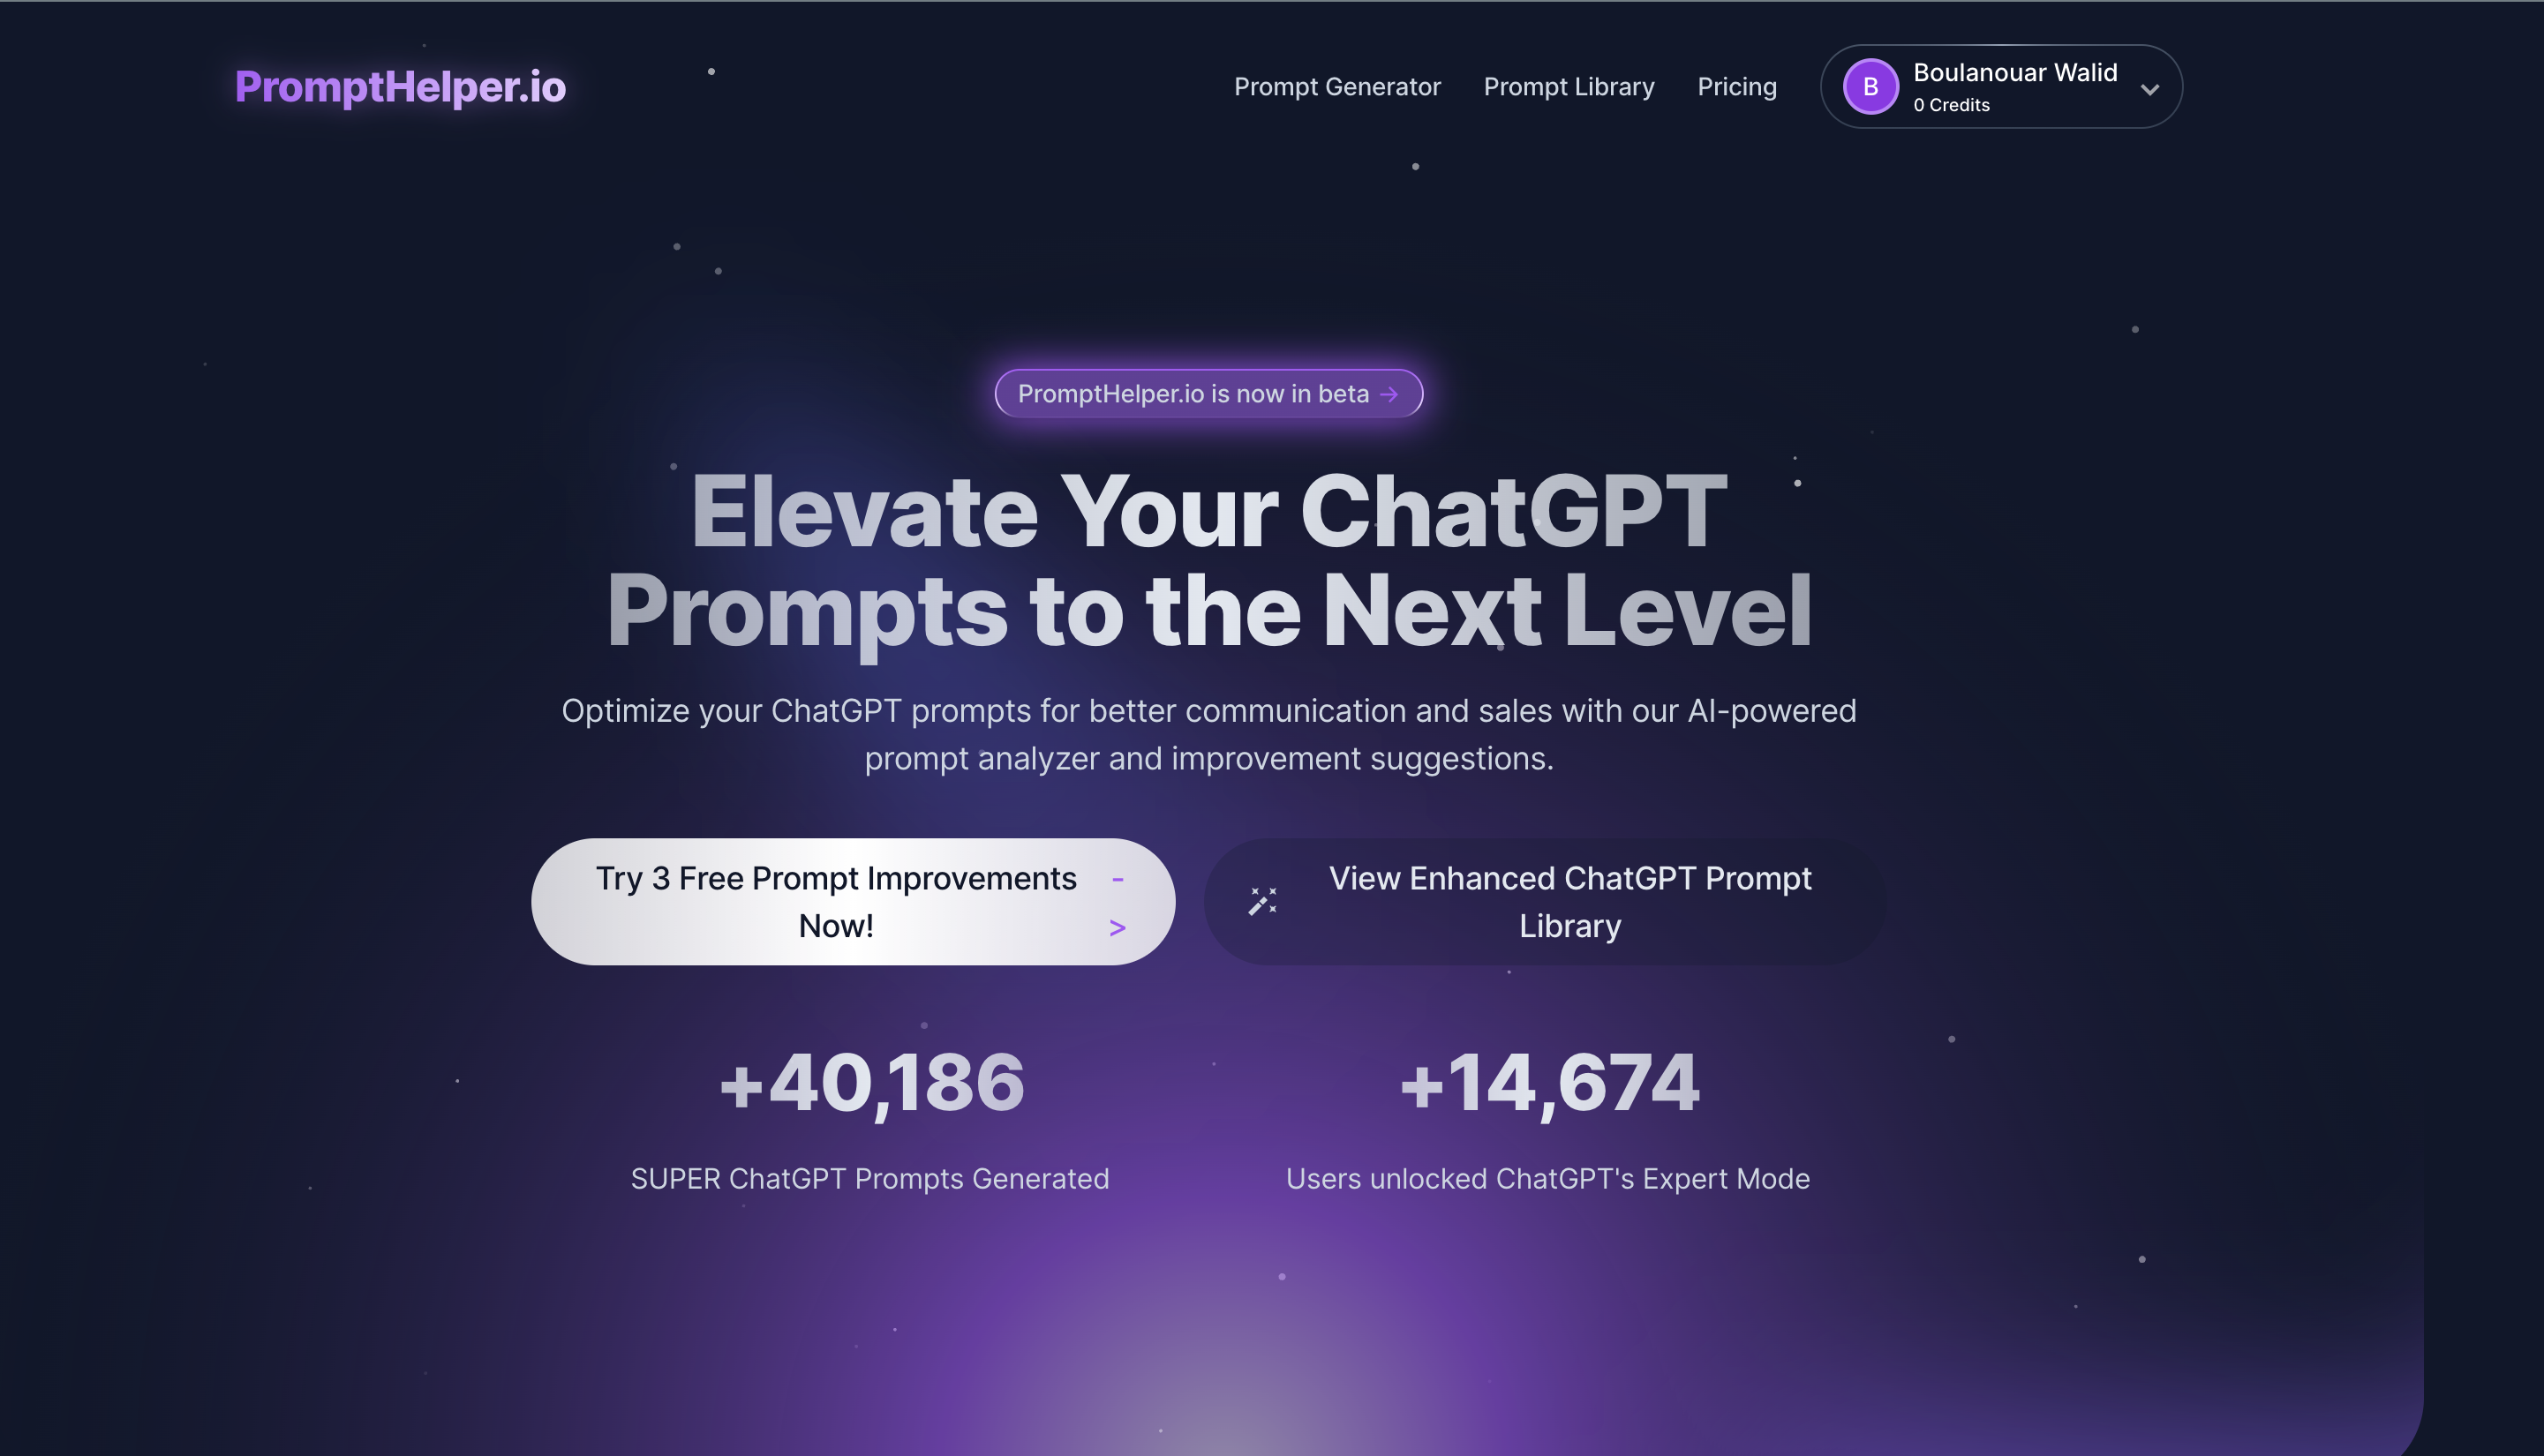 PromptHelper.io
Prompt Generator
Prompt Library
Pricing
B
Boulanouar Walid
0 Credits
PromptHelper.io is now in beta →
Elevate Your ChatGPT
Prompts to the Next Level
Optimize your ChatGPT prompts for better communication and sales with our AI-powered
prompt analyzer and improvement suggestions.
Try 3 Free Prompt Improvements
Now!
->
View Enhanced ChatGPT Prompt
Library
+40,186
SUPER ChatGPT Prompts Generated
+14,674
Users unlocked ChatGPT's Expert Mode